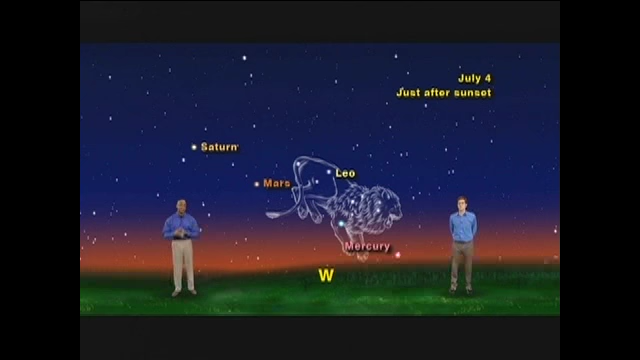 July 4
Just after sunset
Saturn
Leo
Mars
Mercury
W